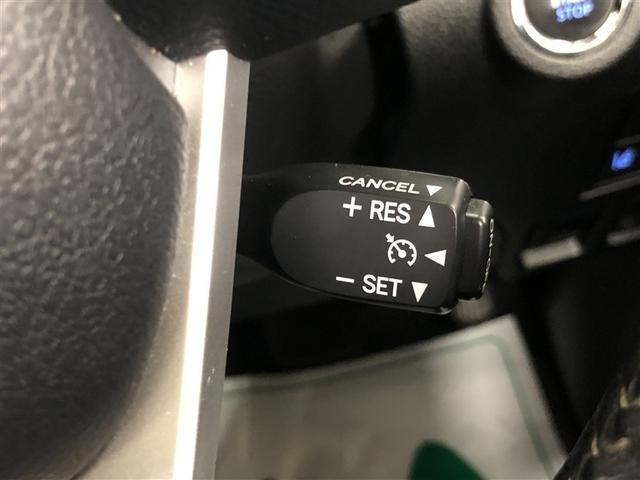 STOP
CANCEL ▼
+ RES ▲
◀
− SET ▼